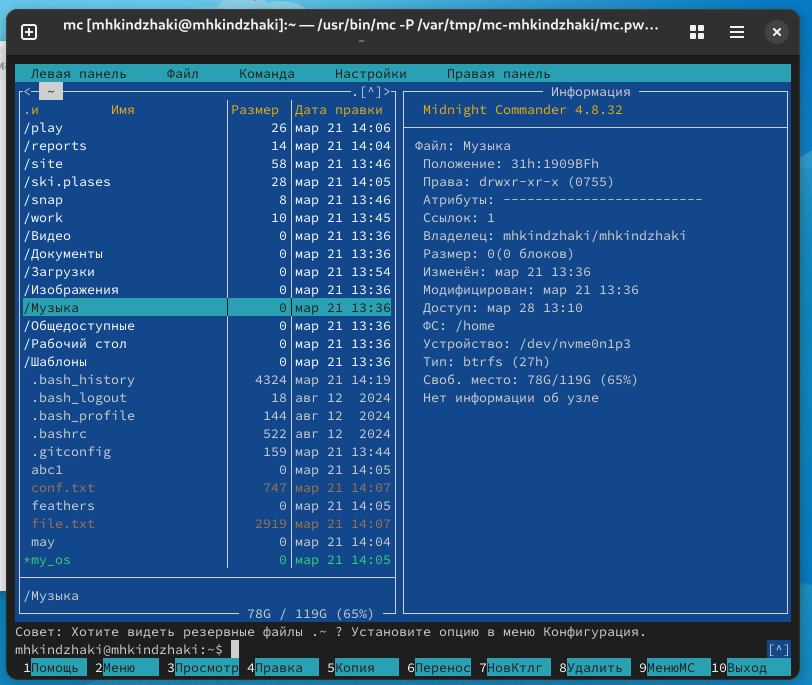 mc [mhkindzhaki@mhkindzhaki]:~ — /usr/bin/mc -P /var/tmp/mc-mhkindzhaki/mc.pw…
~
Левая панель Файл Команда Настройки Правая панель
<─ ~ .[^]>
.и Имя Размер Дата правки
/play 26 мар 21 14:06
/reports 14 мар 21 14:04
/site 58 мар 21 13:46
/ski.plases 28 мар 21 14:05
/snap 8 мар 21 13:46
/work 10 мар 21 13:45
/Видео 0 мар 21 13:36
/Документы 0 мар 21 13:36
/Загрузки 0 мар 21 13:54
/Изображения 0 мар 21 13:36
/Музыка 0 мар 21 13:36
/Общедоступные 0 мар 21 13:36
/Рабочий стол 0 мар 21 13:36
/Шаблоны 0 мар 21 13:36
.bash_history 4324 мар 21 14:19
.bash_logout 18 авг 12 2024
.bash_profile 144 авг 12 2024
.bashrc 522 авг 12 2024
.gitconfig 159 мар 21 13:44
abc1 0 мар 21 14:05
conf.txt 747 мар 21 14:07
feathers 0 мар 21 14:05
file.txt 2919 мар 21 14:07
may 0 мар 21 14:04
*my_os 0 мар 21 14:05
/Музыка
78G / 119G (65%)
Информация
Midnight Commander 4.8.32
Файл: Музыка
Положение: 31h:1909BFh
Права: drwxr-xr-x (0755)
Атрибуты: -------------------------
Ссылок: 1
Владелец: mhkindzhaki/mhkindzhaki
Размер: 0(0 блоков)
Изменён: мар 21 13:36
Модифицирован: мар 21 13:36
Доступ: мар 28 13:10
ФС: /home
Устройство: /dev/nvme0n1p3
Тип: btrfs (27h)
Своб. место: 78G/119G (65%)
Нет информации об узле
Совет: Хотите видеть резервные файлы .~ ? Установите опцию в меню Конфигурация.
mhkindzhaki@mhkindzhaki:~$ [^]
1Помощь 2Меню 3Просмотр 4Правка 5Копия 6Перенос 7НовКтлг 8Удалить 9МенюМС 10Выход